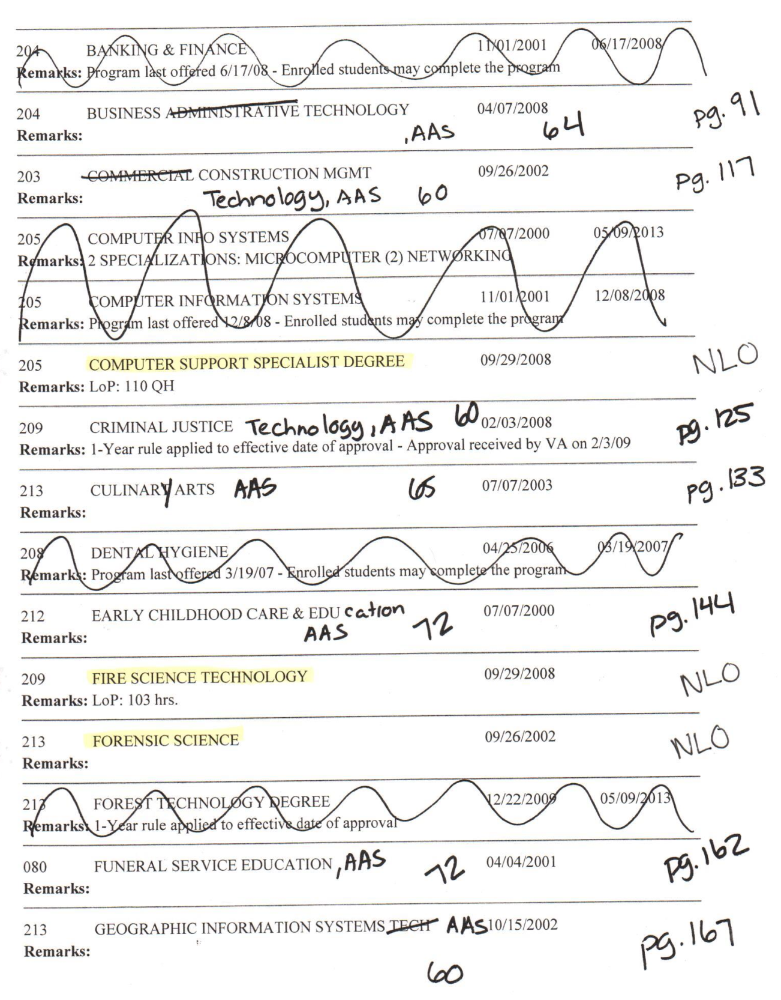 204 BANKING & FINANCE 11/01/2001 06/17/2008
Remarks: Program last offered 6/17/08 - Enrolled students may complete the program
204 BUSINESS ADMINISTRATIVE TECHNOLOGY 04/07/2008 pg. 91
Remarks: , AAS 64
203 COMMERCIAL CONSTRUCTION MGMT 09/26/2002 pg. 117
Remarks: Technology, AAS 60
205 COMPUTER INFO SYSTEMS 07/07/2000 05/09/2013
Remarks: 2 SPECIALIZATIONS: MICROCOMPUTER (2) NETWORKING
205 COMPUTER INFORMATION SYSTEMS 11/01/2001 12/08/2008
Remarks: Program last offered 12/8/08 - Enrolled students may complete the program
205 COMPUTER SUPPORT SPECIALIST DEGREE 09/29/2008 NLO
Remarks: LoP: 110 QH
209 CRIMINAL JUSTICE Technology, AAS 60 02/03/2008 pg. 125
Remarks: 1-Year rule applied to effective date of approval - Approval received by VA on 2/3/09
213 CULINARY ARTS AAS 65 07/07/2003 pg. 133
Remarks:
208 DENTAL HYGIENE 04/25/2006 03/19/2007
Remarks: Program last offered 3/19/07 - Enrolled students may complete the program
212 EARLY CHILDHOOD CARE & EDUcation 07/07/2000 pg. 144
Remarks: AAS 72
209 FIRE SCIENCE TECHNOLOGY 09/29/2008 NLO
Remarks: LoP: 103 hrs.
213 FORENSIC SCIENCE 09/26/2002 NLO
Remarks:
213 FOREST TECHNOLOGY DEGREE 12/22/2009 05/09/2013
Remarks: 1-Year rule applied to effective date of approval
080 FUNERAL SERVICE EDUCATION, AAS 72 04/04/2001 pg. 162
Remarks:
213 GEOGRAPHIC INFORMATION SYSTEMS TECH AAS 10/15/2002 pg. 167
Remarks:
60